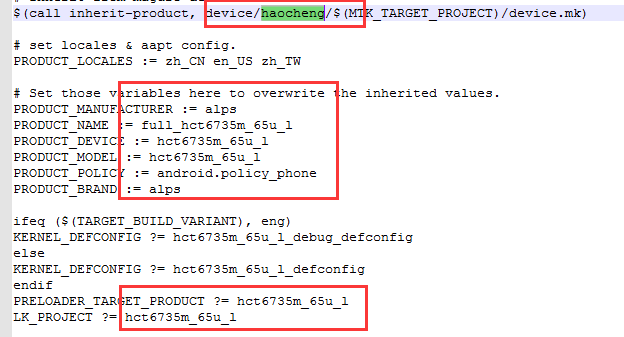 $(call inherit-product, device/haocheng/$(MTK_TARGET_PROJECT)/device.mk)
# set locales & aapt config.
PRODUCT_LOCALES := zh_CN en_US zh_TW
# Set those variables here to overwrite the inherited values.
PRODUCT_MANUFACTURER := alps
PRODUCT_NAME := full_hct6735m_65u_l
PRODUCT_DEVICE := hct6735m_65u_l
PRODUCT_MODEL := hct6735m_65u_l
PRODUCT_POLICY := android.policy_phone
PRODUCT_BRAND := alps
ifeq ($(TARGET_BUILD_VARIANT), eng)
KERNEL_DEFCONFIG ?= hct6735m_65u_l_debug_defconfig
else
KERNEL_DEFCONFIG ?= hct6735m_65u_l_defconfig
endif
PRELOADER_TARGET_PRODUCT ?= hct6735m_65u_l
LK_PROJECT ?= hct6735m_65u_l